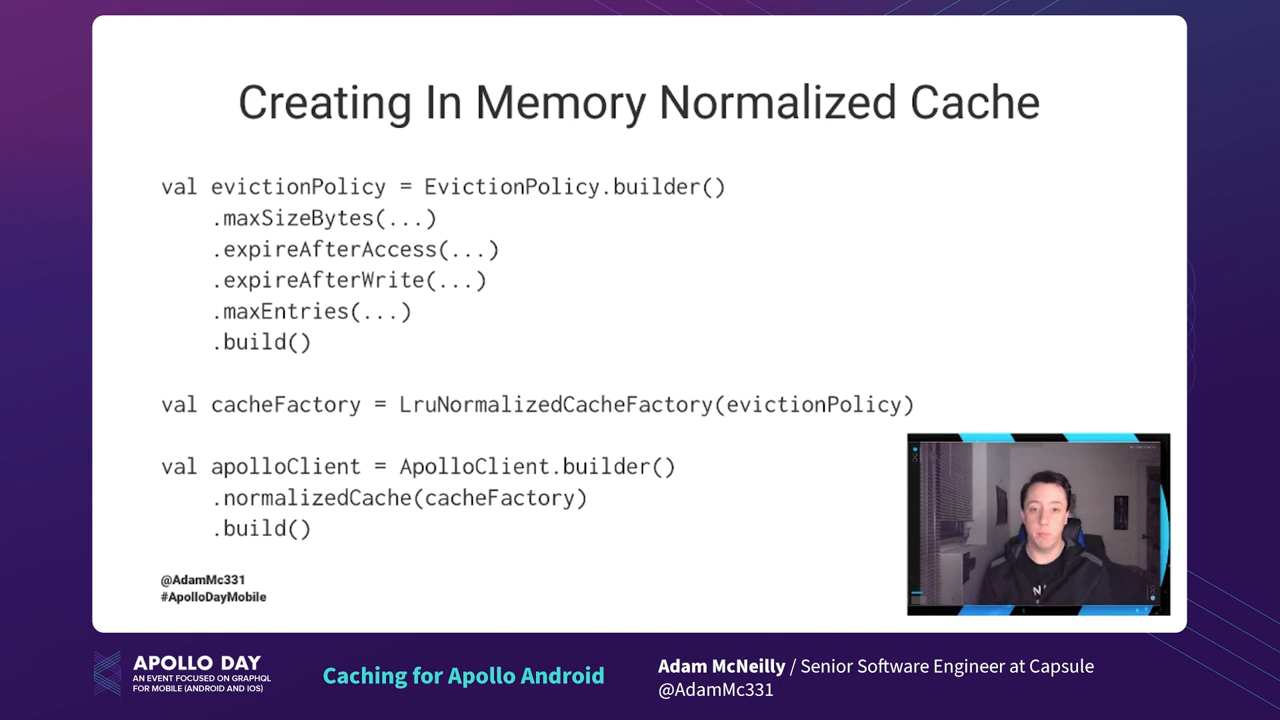 Creating In Memory Normalized Cache
val evictionPolicy = EvictionPolicy.builder()
.maxSizeBytes(...)
.expireAfterAccess(...)
.expireAfterWrite(...)
.maxEntries(...)
.build()
val cacheFactory = LruNormalizedCacheFactory(evictionPolicy)
val apolloClient = ApolloClient.builder()
.normalizedCache(cacheFactory)
.build()
@AdamMc331
#ApolloDayMobile
APOLLO DAY
AN EVENT FOCUSED ON GRAPHQL
FOR MOBILE (ANDROID AND IOS)
Caching for Apollo Android
Adam McNeilly / Senior Software Engineer at Capsule
@AdamMc331